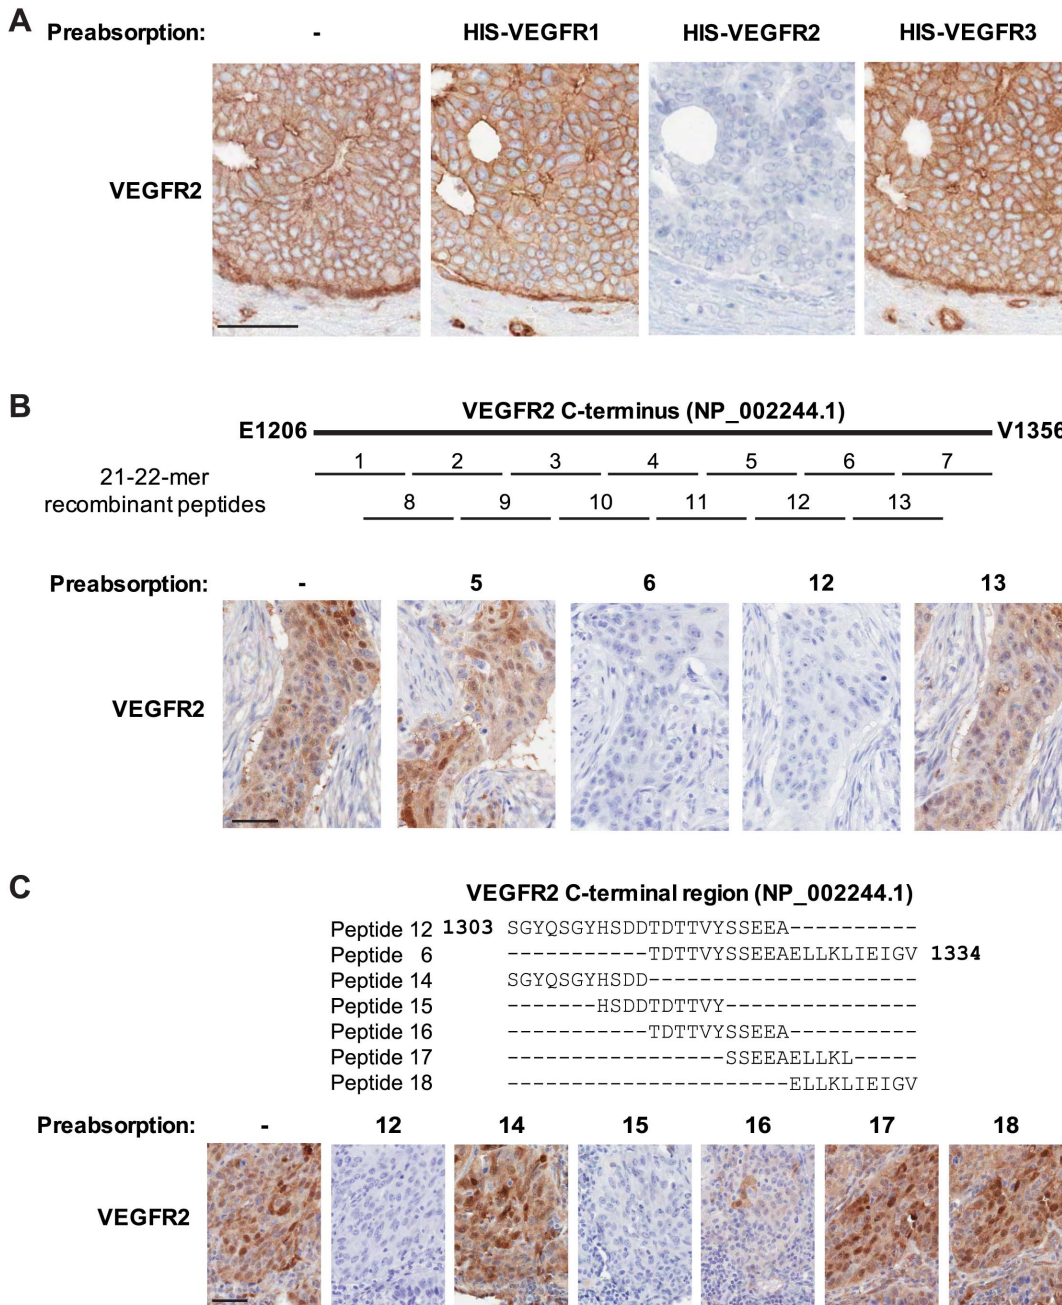 A
Preabsorption: - HIS-VEGFR1 HIS-VEGFR2 HIS-VEGFR3
VEGFR2
B
VEGFR2 C-terminus (NP_002244.1)
E1206 V1356
1 2 3 4 5 6 7
21-22-mer
recombinant peptides
8 9 10 11 12 13
Preabsorption: - 5 6 12 13
VEGFR2
C
VEGFR2 C-terminal region (NP_002244.1)
Peptide 12 1303 SGYQSGYHSDDTDTTVYSSEEA----------
Peptide 6 -----------TDTTVYSSEEAELLKLIEIGV 1334
Peptide 14 SGYQSGYHSDD---------------------
Peptide 15 -------HSDDTDTTVY---------------
Peptide 16 -----------TDTTVYSSEEA----------
Peptide 17 -----------------SSEEAELLKL-----
Peptide 18 ----------------------ELLKLIEIGV
Preabsorption: - 12 14 15 16 17 18
VEGFR2